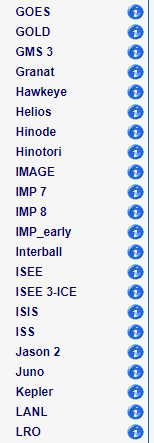 GOES
GOLD
GMS 3
Granat
Hawkeye
Helios
Hinode
Hinotori
IMAGE
IMP 7
IMP 8
IMP_early
Interball
ISEE
ISEE 3-ICE
ISIS
ISS
Jason 2
Juno
Kepler
LANL
LRO